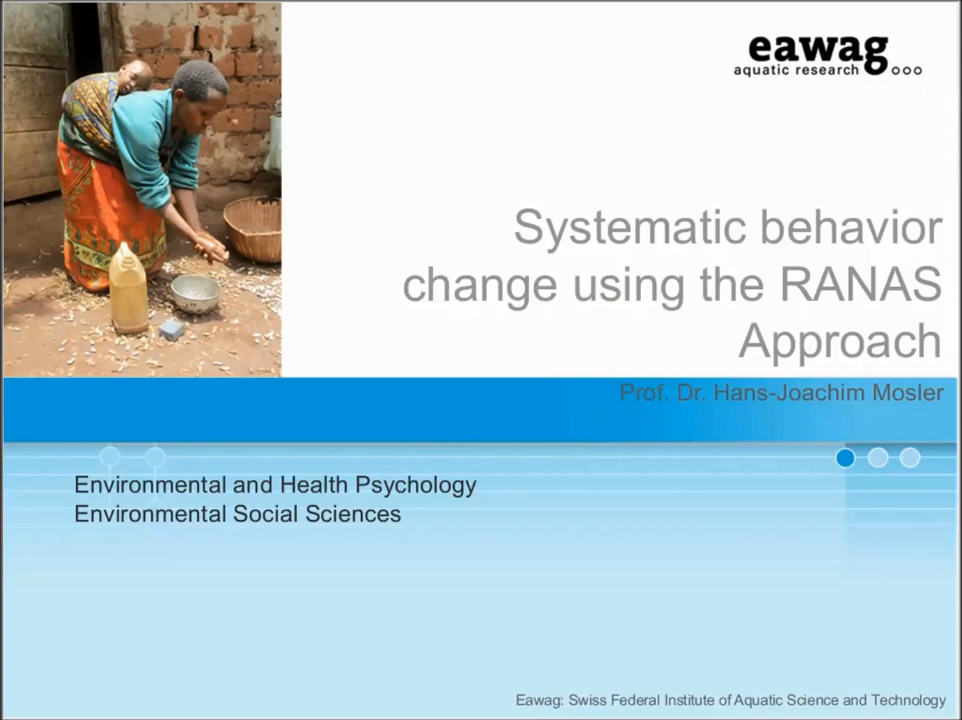 eawag
aquatic research
Systematic behavior
change using the RANAS
Approach
Prof. Dr. Hans-Joachim Mosler
Environmental and Health Psychology
Environmental Social Sciences
Eawag: Swiss Federal Institute of Aquatic Science and Technology